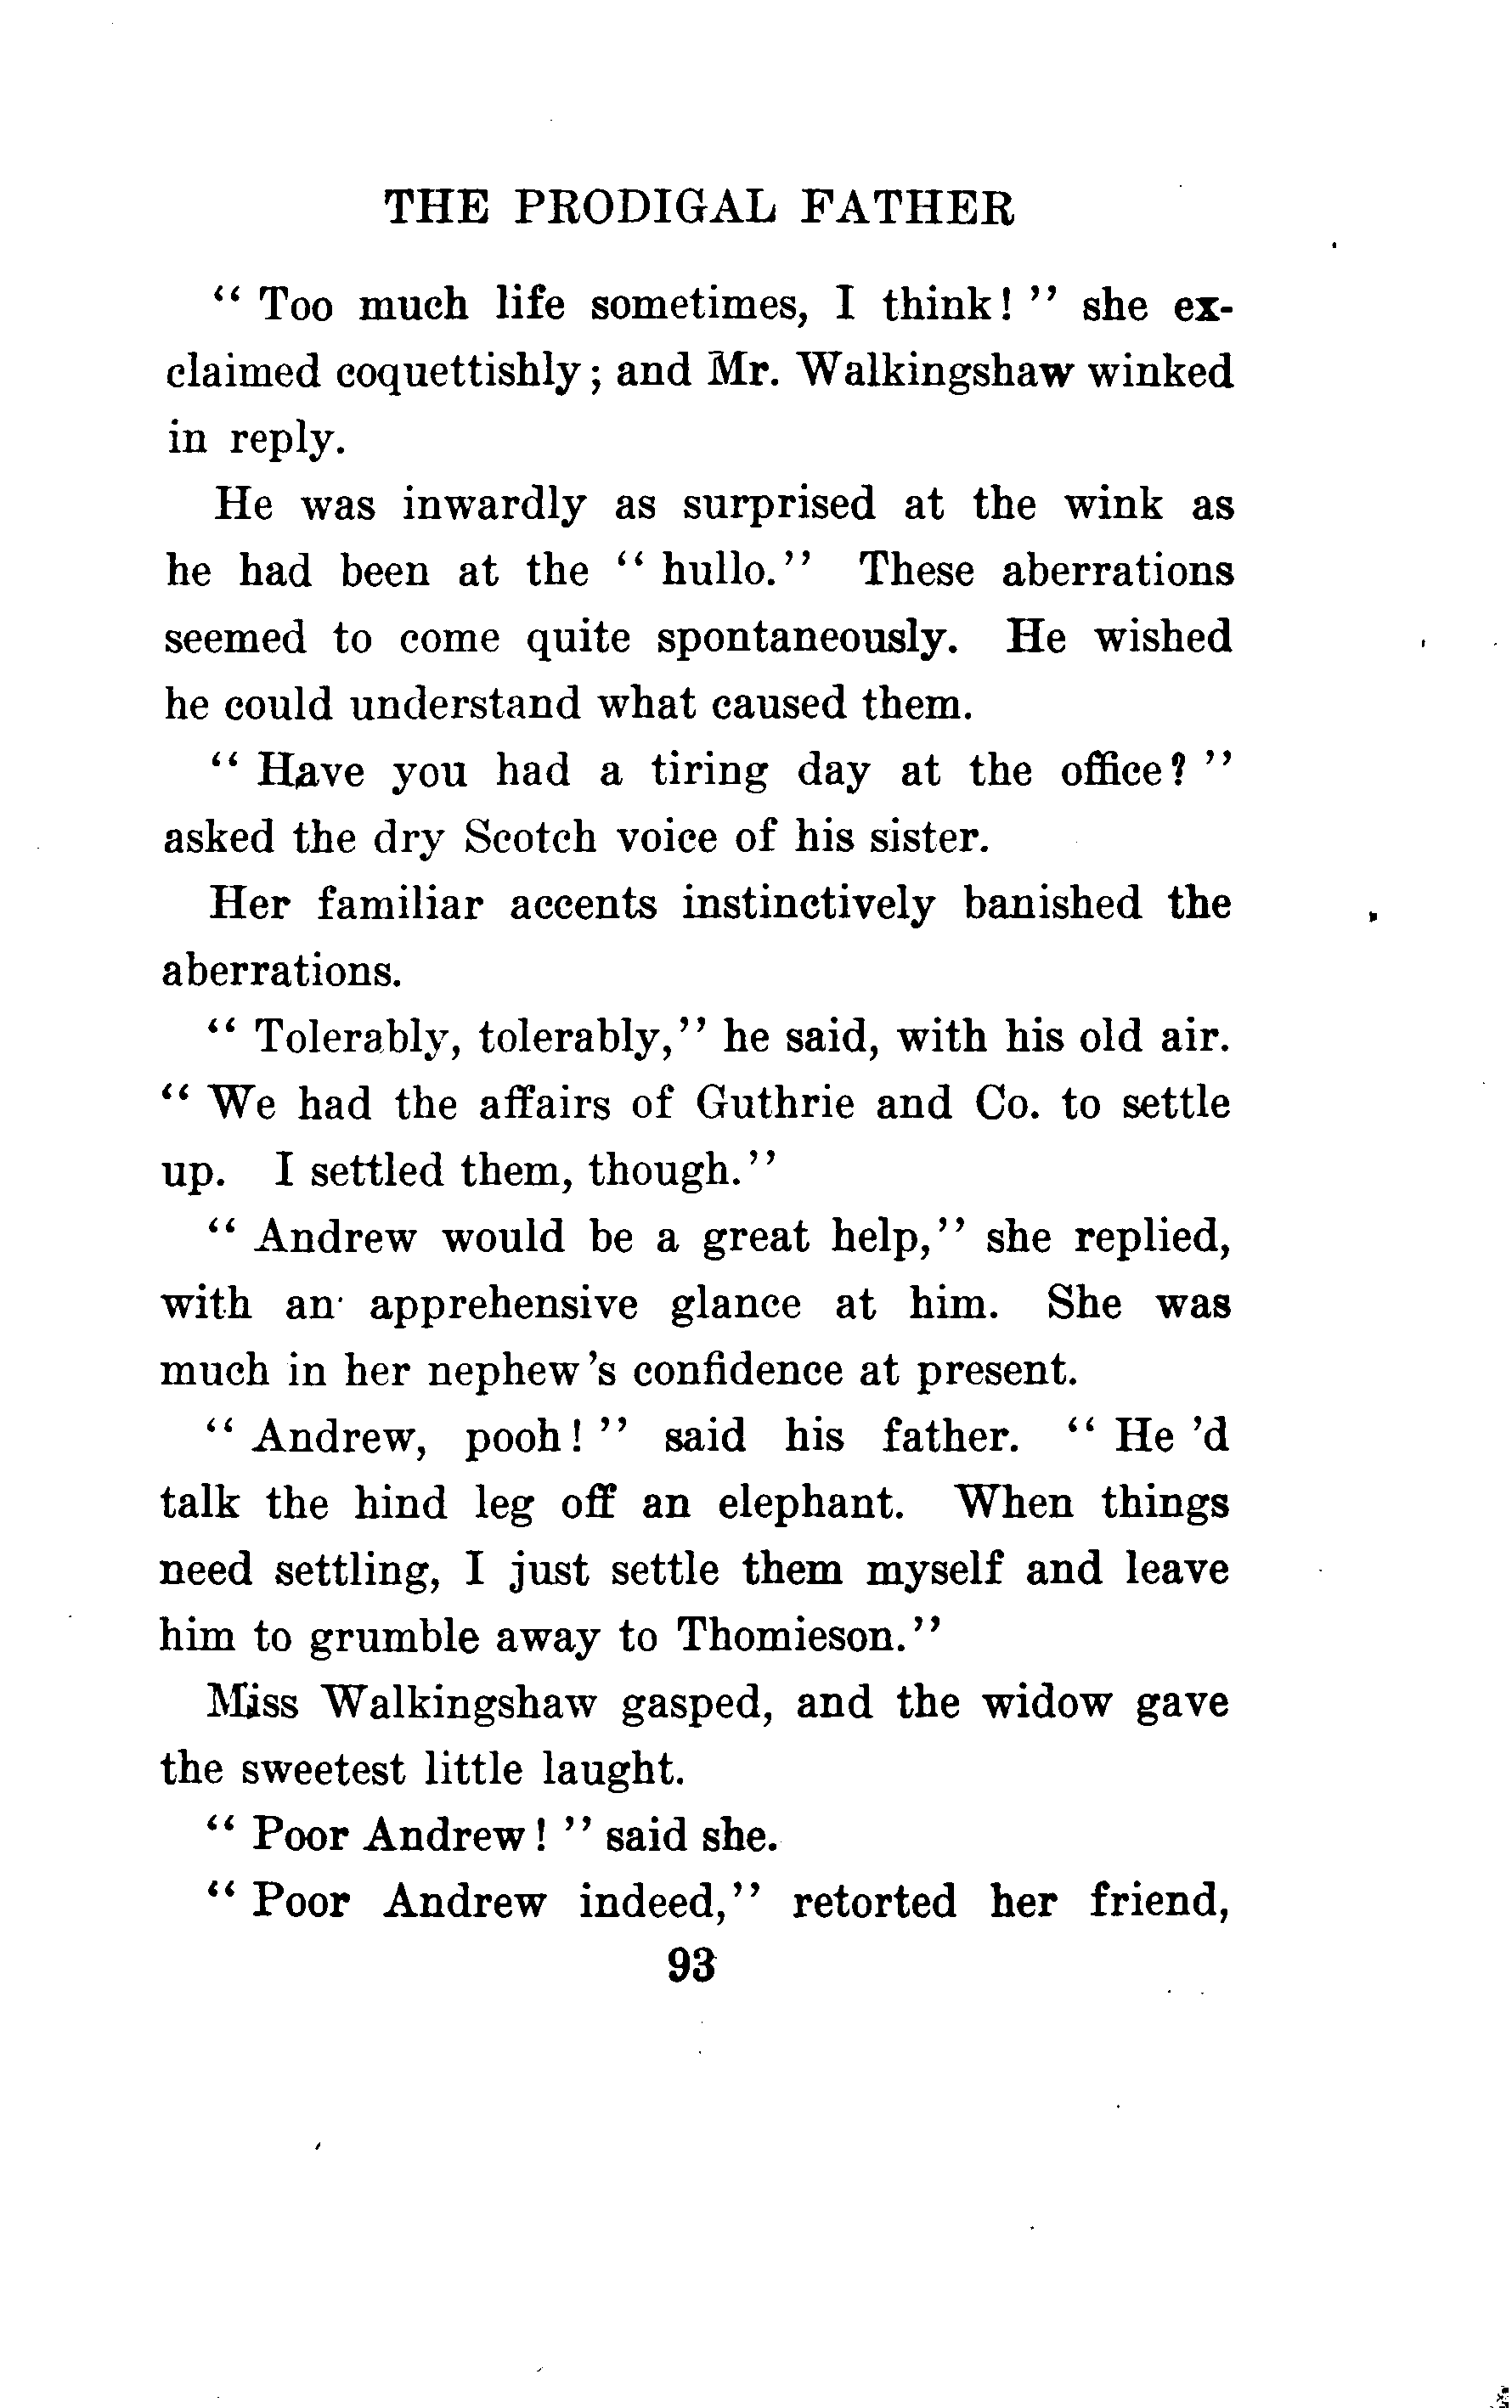 THE PRODIGAL FATHER
“ Too much life sometimes, I think! ” she ex-
claimed coquettishly; and Mr. Walkingshaw winked
in reply.
He was inwardly as surprised at the wink as
he had been at the “ hullo.” These aberrations
seemed to come quite spontaneously. He wished
he could understand what caused them.
“ Have you had a tiring day at the office? ”
asked the dry Scotch voice of his sister.
Her familiar accents instinctively banished the
aberrations.
“ Tolerably, tolerably,” he said, with his old air.
“ We had the affairs of Guthrie and Co. to settle
up. I settled them, though.”
“ Andrew would be a great help,” she replied,
with an apprehensive glance at him. She was
much in her nephew's confidence at present.
“ Andrew, pooh! ” said his father. “ He 'd
talk the hind leg off an elephant. When things
need settling, I just settle them myself and leave
him to grumble away to Thomieson.”
Miss Walkingshaw gasped, and the widow gave
the sweetest little laught.
“ Poor Andrew! ” said she.
“ Poor Andrew indeed,” retorted her friend,
93